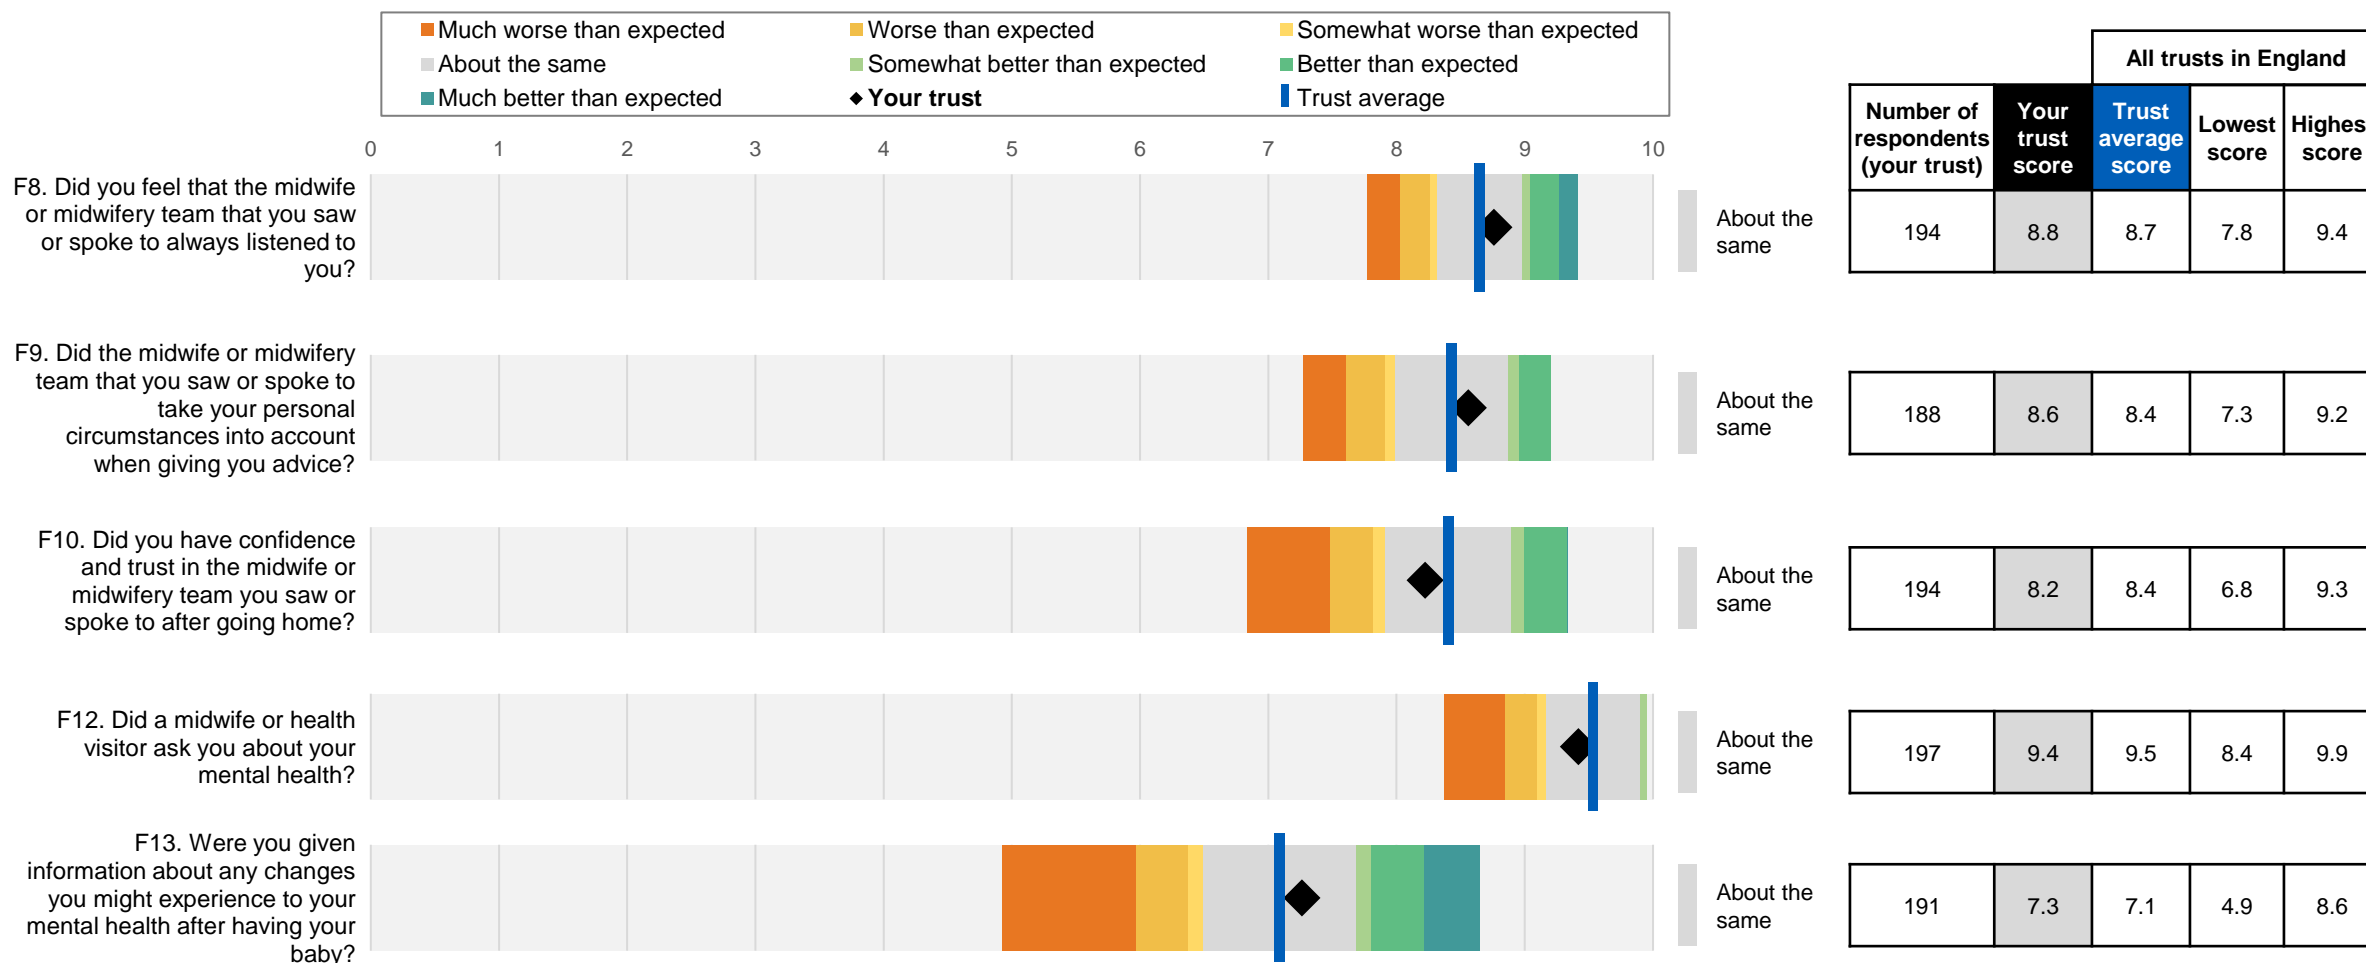 Much worse than expected
Worse than expected
Somewhat worse than expected
About the same
Somewhat better than expected
Better than expected
Much better than expected
Your trust
Trust average
All trusts in England
Number of
respondents
(your trust)
Your
trust
score
Trust
average
score
Lowest
score
Highes
score
0 1 2 3 4 5 6 7 8 9 10
F8. Did you feel that the midwife
or midwifery team that you saw
or spoke to always listened to
you?
About the
same
194 8.8 8.7 7.8 9.4
F9. Did the midwife or midwifery
team that you saw or spoke to
take your personal
circumstances into account
when giving you advice?
About the
same
188 8.6 8.4 7.3 9.2
F10. Did you have confidence
and trust in the midwife or
midwifery team you saw or
spoke to after going home?
About the
same
194 8.2 8.4 6.8 9.3
F12. Did a midwife or health
visitor ask you about your
mental health?
About the
same
197 9.4 9.5 8.4 9.9
F13. Were you given
information about any changes
you might experience to your
mental health after having your
baby?
About the
same
191 7.3 7.1 4.9 8.6